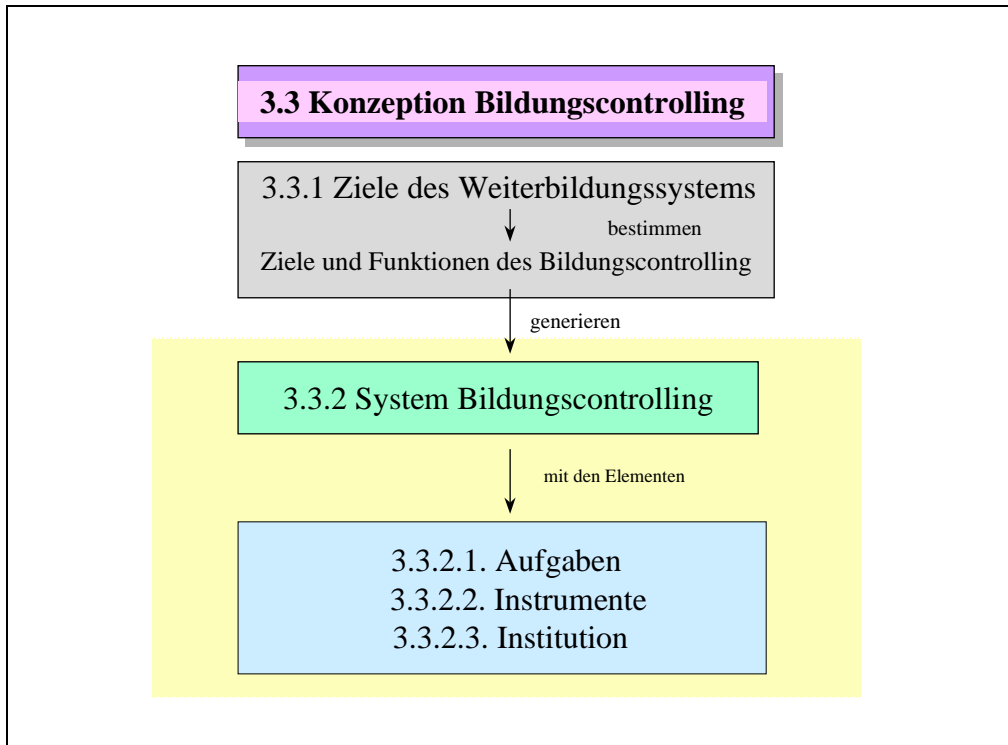 3.3 Konzeption Bildungscontrolling
3.3.1 Ziele des Weiterbildungssystems
bestimmen
Ziele und Funktionen des Bildungscontrolling
generieren
3.3.2 System Bildungscontrolling
mit den Elementen
3.3.2.1. Aufgaben
3.3.2.2. Instrumente
3.3.2.3. Institution